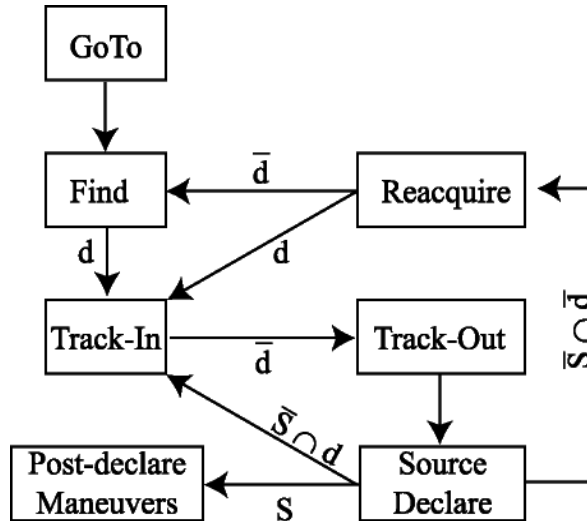 GoTo
d̅
Find
Reacquire
d
d
S̅ ∩ d̅
Track-In
Track-Out
d̅
S̅ ∩ d
Post-declare
Maneuvers
S
Source
Declare